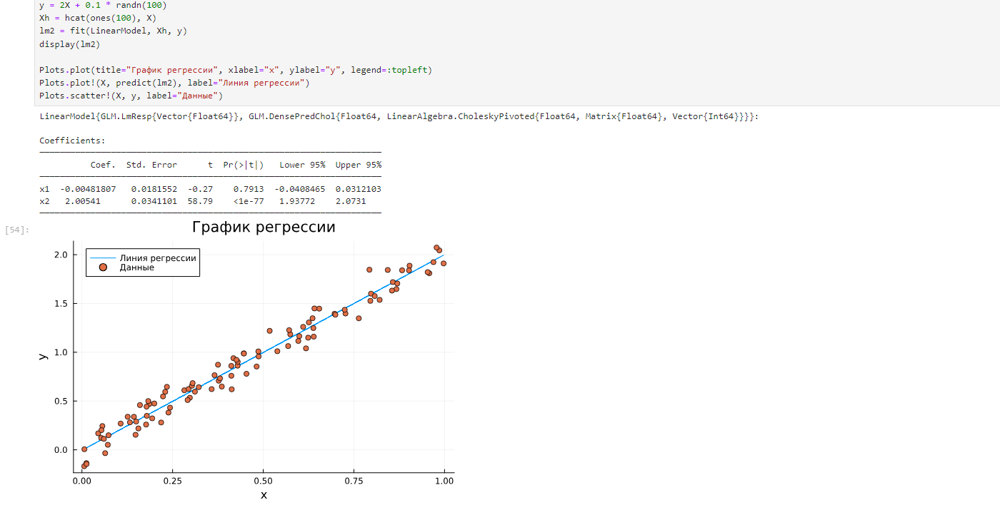 y = 2X + 0.1 * randn(100)
Xh = hcat(ones(100), X)
lm2 = fit(LinearModel, Xh, y)
display(lm2)
Plots.plot(title="График регрессии", xlabel="x", ylabel="y", legend=:topleft)
Plots.plot!(X, predict(lm2), label="Линия регрессии")
Plots.scatter!(X, y, label="Данные")
LinearModel{GLM.LmResp{Vector{Float64}}, GLM.DensePredChol{Float64, LinearAlgebra.CholeskyPivoted{Float64, Matrix{Float64}, Vector{Int64}}}}:
Coefficients:
Coef. Std. Error t Pr(>|t|) Lower 95% Upper 95%
x1 -0.00481807 0.0181552 -0.27 0.7913 -0.0408465 0.0312103
x2 2.00541 0.0341101 58.79 <1e-77 1.93772 2.0731
[54]:
График регрессии
Линия регрессии
Данные
2.0
1.5
1.0
0.5
0.0
y
0.00 0.25 0.50 0.75 1.00
x